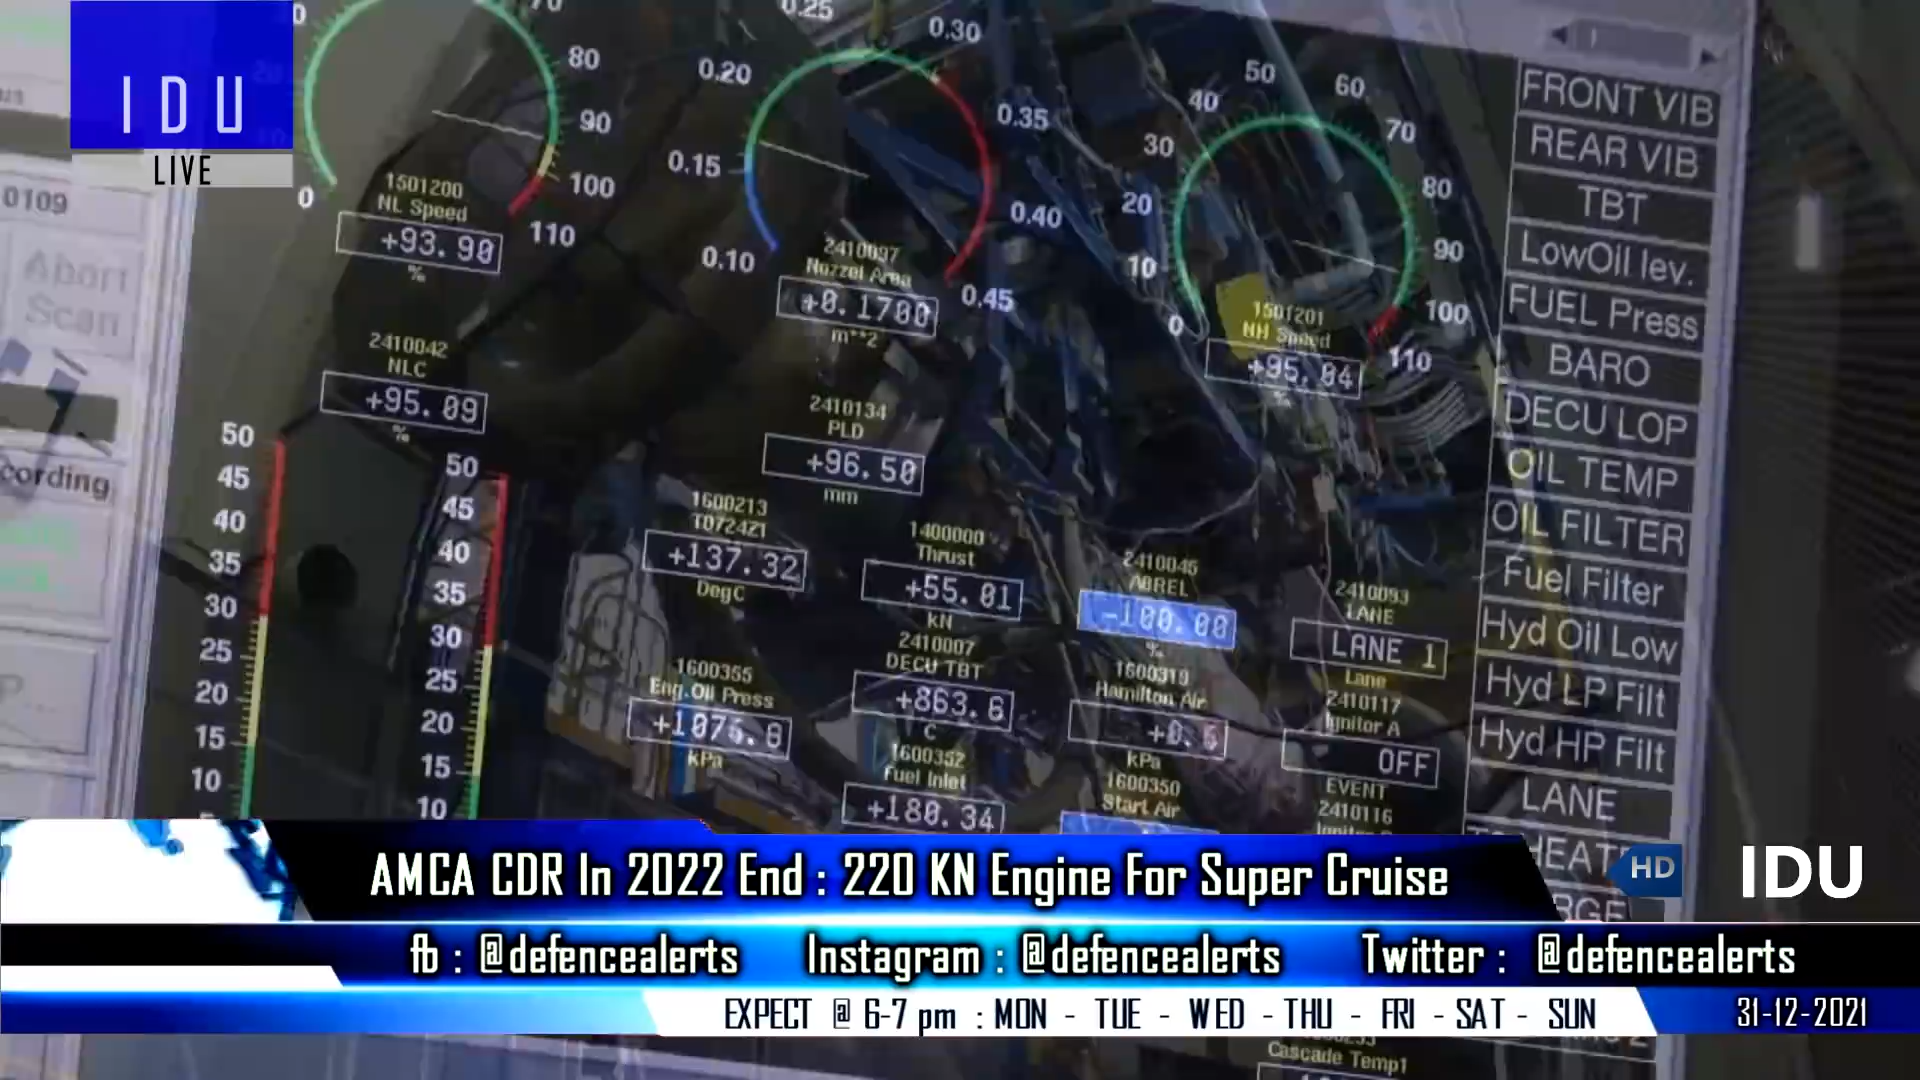 IDU
LIVE
0109
Abort
Scan
cording
80
90
100
110
0
1501200
NL Speed
+93.90
%
2410042
NLC
+95.09
%
0.25
0.30
0.20
0.35
0.15
0.40
0.10
0.45
2410097
Nozzel Area
+0.1700
m**2
2410134
PLD
+96.50
mm
50
60
40
70
30
80
20
90
10
100
0
110
1501201
NH Speed
+95.04
%
50
45
40
35
30
25
20
15
10
50
45
40
35
30
25
20
15
10
1600213
T0724Z1
+137.32
DegC
1400000
Thrust
+55.01
kN
2410045
ABREL
-100.00
%
2410093
LANE
LANE 1
Lane
1600355
Eng.Oil Press
+1075.8
kPa
2410007
DECU TBT
+863.6
C
1600319
Hamilton Air
kPa
2410117
Ignitor A
OFF
EVENT
1600352
Fuel Inlet
+180.34
1600350
Start Air
2410116
FRONT VIB
REAR VIB
TBT
LowOil lev.
FUEL Press
BARO
DECU LOP
OIL TEMP
OIL FILTER
Fuel Filter
Hyd Oil Low
Hyd LP Filt
Hyd HP Filt
LANE
AMCA CDR In 2022 End : 220 KN Engine For Super Cruise
HD
IDU
fb : @defencealerts Instagram : @defencealerts Twitter : @defencealerts
EXPECT @ 6-7 pm : MON - TUE - WED - THU - FRI - SAT - SUN
31-12-2021
Cascade Temp1